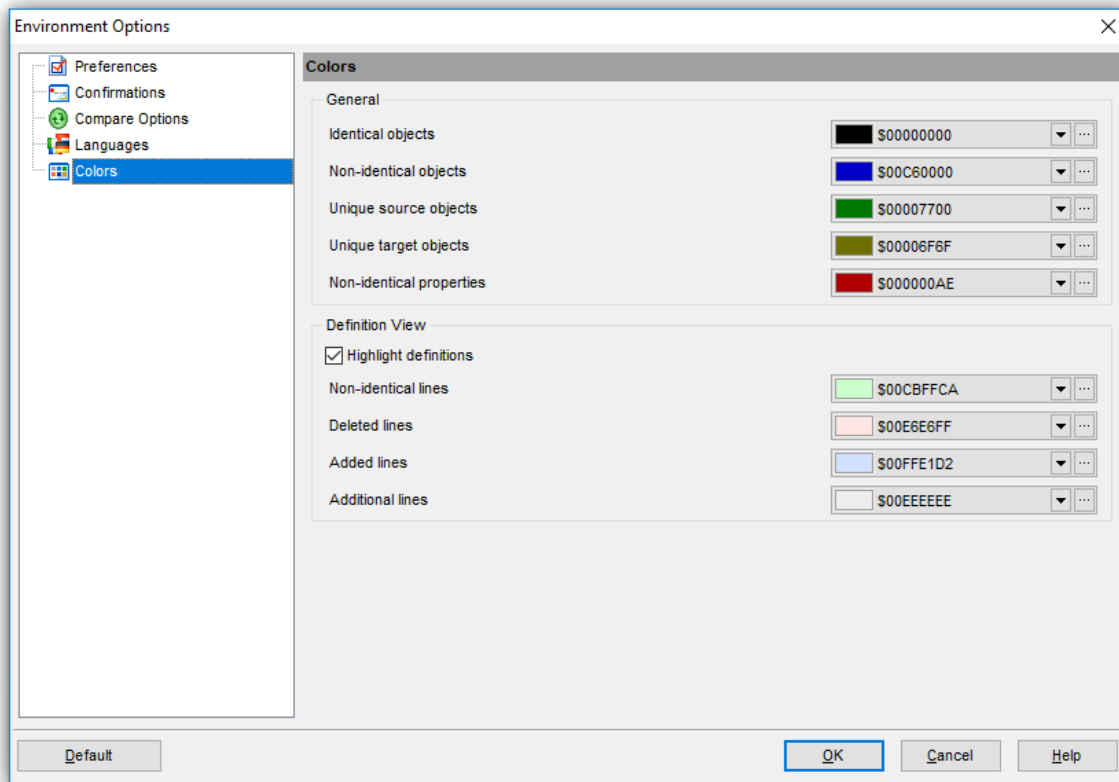 Environment Options
Preferences
Confirmations
Compare Options
Languages
Colors
Colors
General
Identical objects $00000000
Non-identical objects $00C60000
Unique source objects $00007700
Unique target objects $00006F6F
Non-identical properties $000000AE
Definition View
Highlight definitions
Non-identical lines $00CBFFCA
Deleted lines $00E6E6FF
Added lines $00FFE1D2
Additional lines $00EEEEEE
Default OK Cancel Help